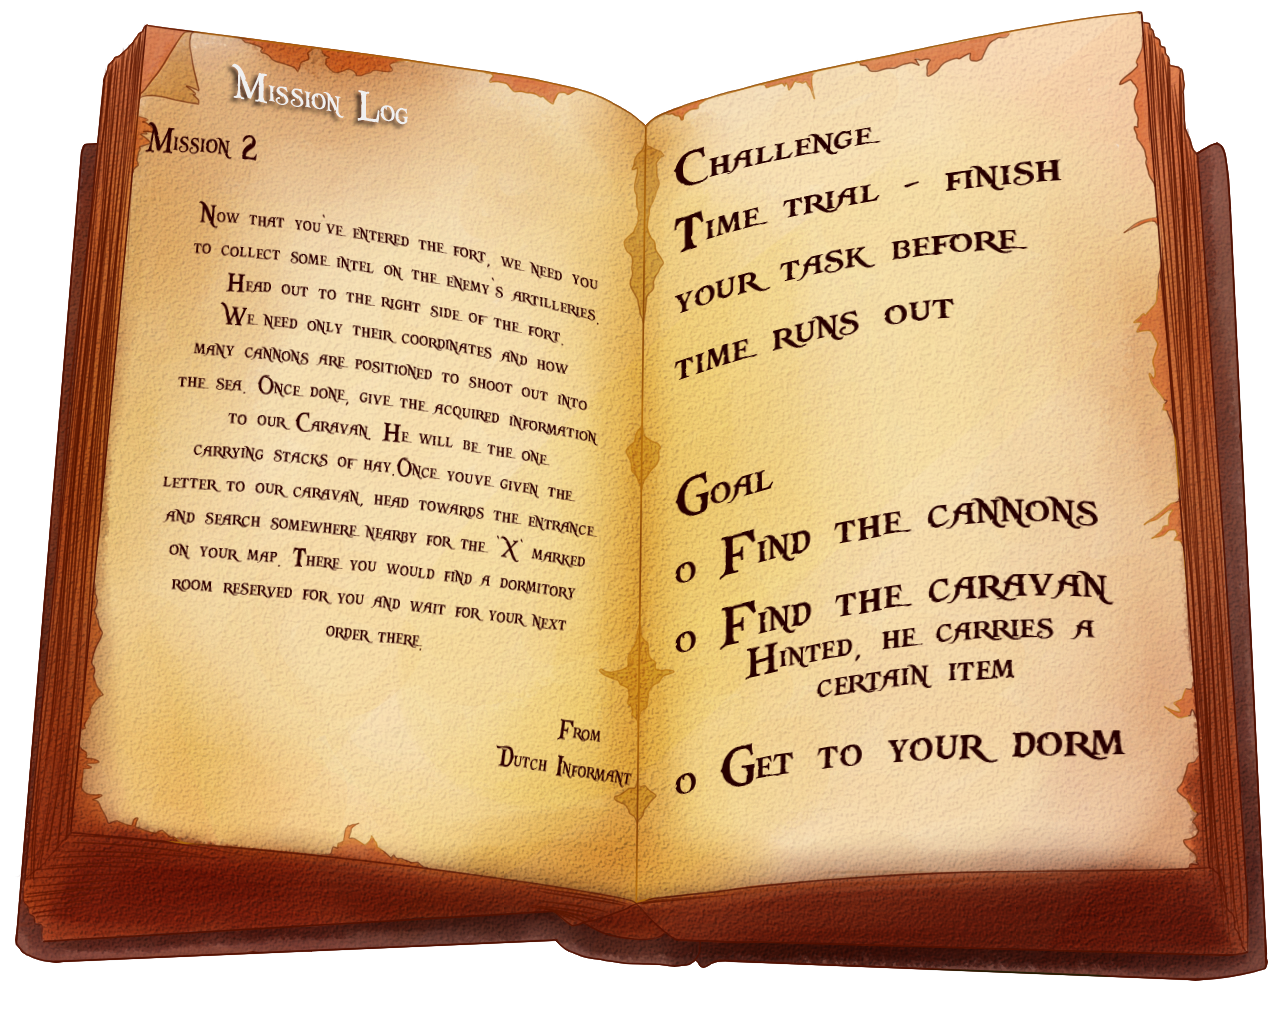 Mission Log
Mission 2
Now that you've entered the fort, we need you
to collect some intel on the enemy's artilleries.
Head out to the right side of the fort.
We need only their coordinates and how
many cannons are positioned to shoot out into
the sea. Once done, give the acquired information
to our Caravan. He will be the one
carrying stacks of hay.Once youve given the
letter to our caravan, head towards the entrance
and search somewhere nearby for the 'X' marked
on your map. There you would find a dormitory
room reserved for you and wait for your next
order there.
From
Dutch Informant
Challenge
Time trial - finish
your task before
time runs out
Goal
o Find the cannons
o Find the caravan
Hinted, he carries a
certain item
o Get to your dorm